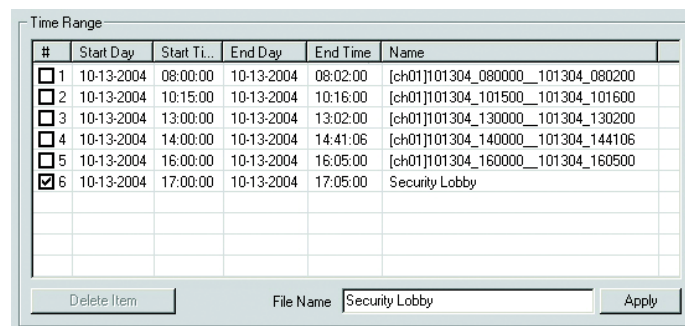 Time Range
# Start Day Start Ti... End Day End Time Name
1 10-13-2004 08:00:00 10-13-2004 08:02:00 [ch01]101304_080000__101304_080200
2 10-13-2004 10:15:00 10-13-2004 10:16:00 [ch01]101304_101500__101304_101600
3 10-13-2004 13:00:00 10-13-2004 13:02:00 [ch01]101304_130000__101304_130200
4 10-13-2004 14:00:00 10-13-2004 14:41:06 [ch01]101304_140000__101304_144106
5 10-13-2004 16:00:00 10-13-2004 16:05:00 [ch01]101304_160000__101304_160500
6 10-13-2004 17:00:00 10-13-2004 17:05:00 Security Lobby
Delete Item File Name Security Lobby Apply